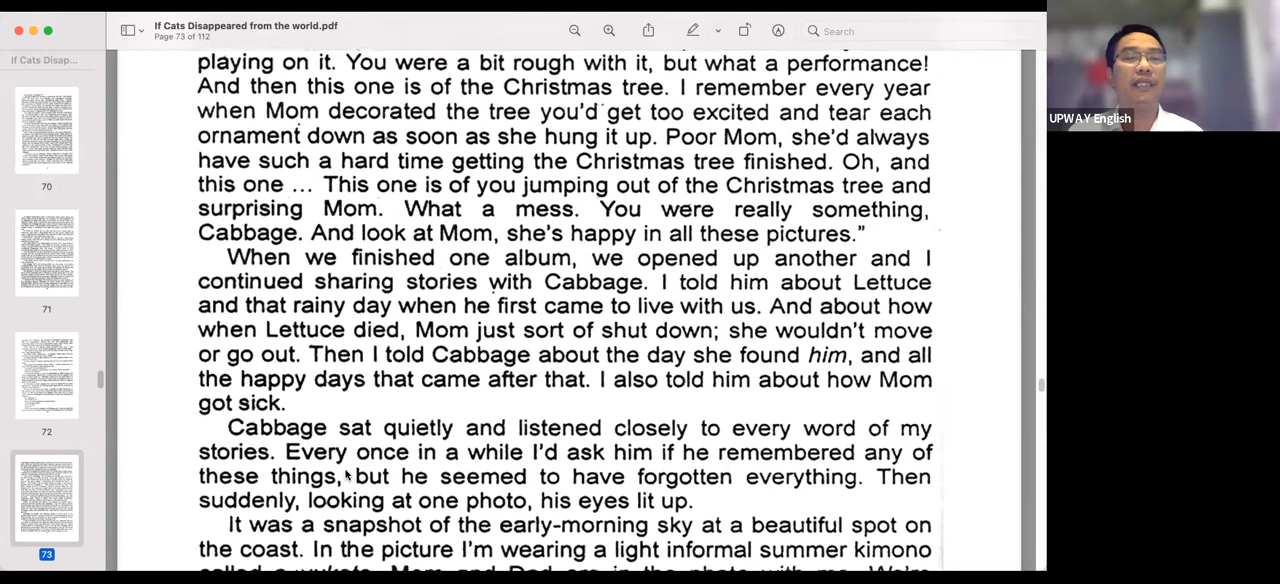 If Cats Disappeared from the world.pdf
Page 73 of 112
Search
If Cats Disap...
70
71
72
73
playing on it. You were a bit rough with it, but what a performance!
And then this one is of the Christmas tree. I remember every year
when Mom decorated the tree you'd get too excited and tear each
ornament down as soon as she hung it up. Poor Mom, she'd always
have such a hard time getting the Christmas tree finished. Oh, and
this one ... This one is of you jumping out of the Christmas tree and
surprising Mom. What a mess. You were really something,
Cabbage. And look at Mom, she's happy in all these pictures."
When we finished one album, we opened up another and I
continued sharing stories with Cabbage. I told him about Lettuce
and that rainy day when he first came to live with us. And about how
when Lettuce died, Mom just sort of shut down; she wouldn't move
or go out. Then I told Cabbage about the day she found him, and all
the happy days that came after that. I also told him about how Mom
got sick.
Cabbage sat quietly and listened closely to every word of my
stories. Every once in a while I'd ask him if he remembered any of
these things, but he seemed to have forgotten everything. Then
suddenly, looking at one photo, his eyes lit up.
It was a snapshot of the early-morning sky at a beautiful spot on
the coast. In the picture I'm wearing a light informal summer kimono
UPWAY English